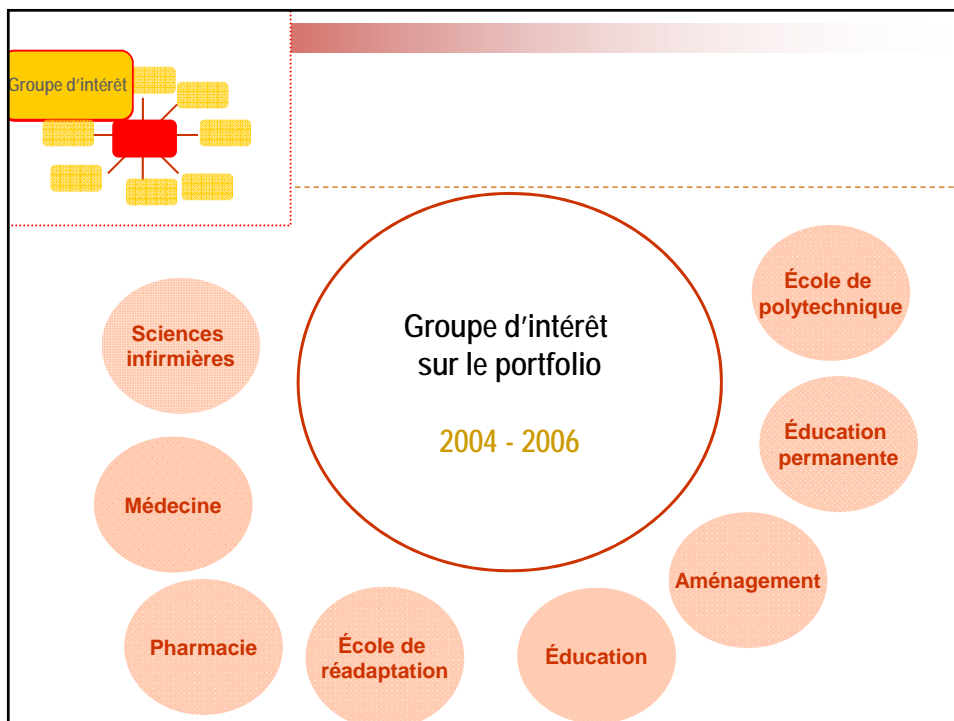 Groupe d'intérêt
Groupe d'intérêt
sur le portfolio
2004 - 2006
Sciences
infirmières
Médecine
Pharmacie
École de
réadaptation
Éducation
Aménagement
Éducation
permanente
École de
polytechnique